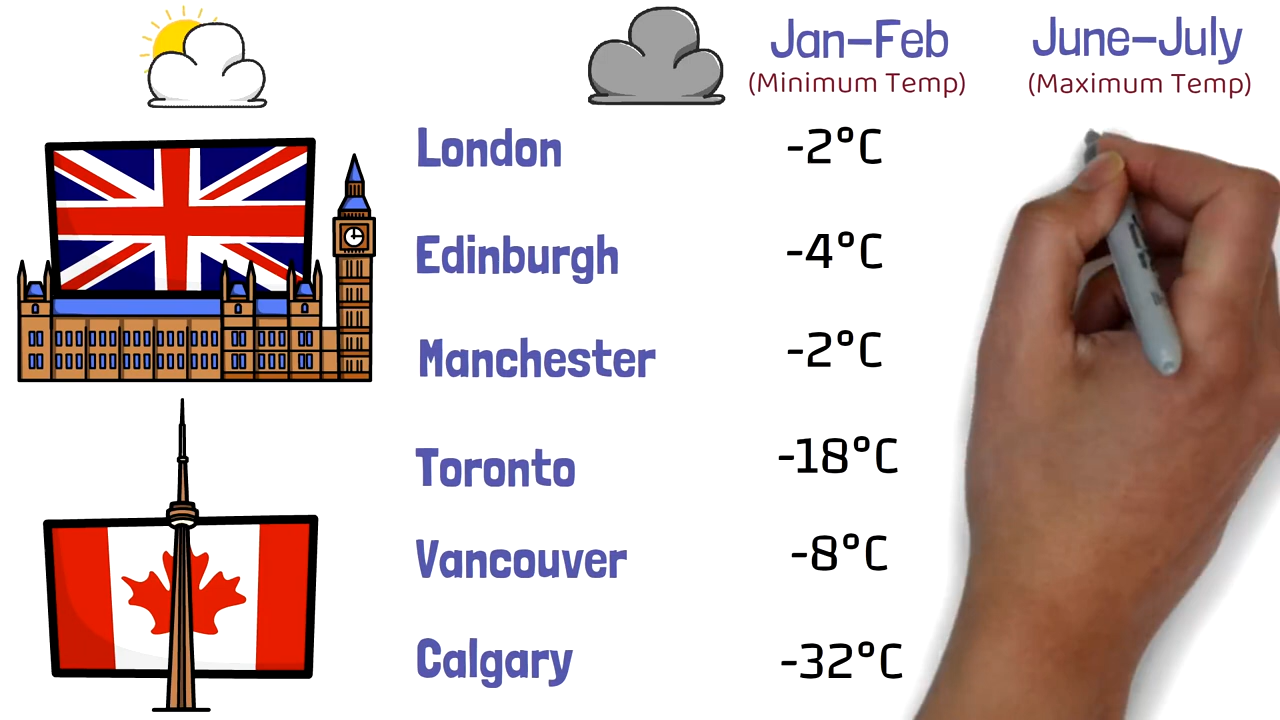 Jan-Feb June-July
(Minimum Temp) (Maximum Temp)
London -2°C
Edinburgh -4°C
Manchester -2°C
Toronto -18°C
Vancouver -8°C
Calgary -32°C